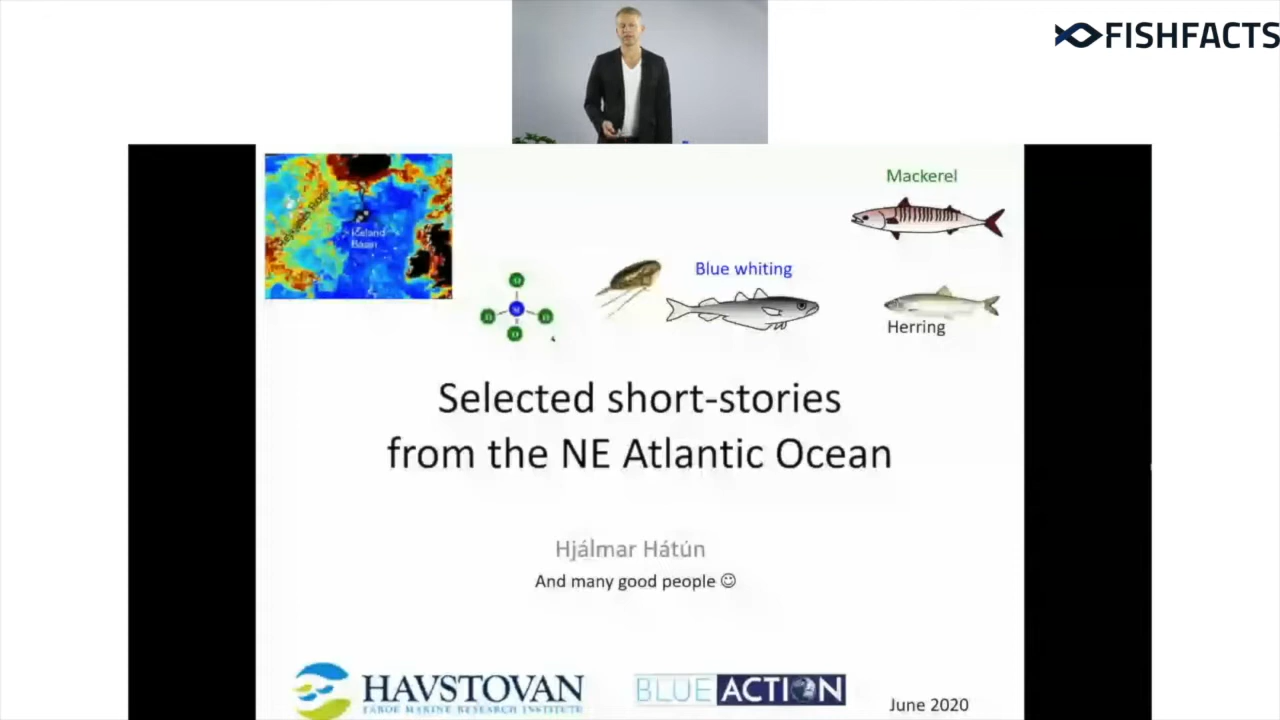 FISHFACTS
Mackerel
Iceland
Basin
Blue whiting
Herring
Selected short-stories
from the NE Atlantic Ocean
Hjálmar Hátún
And many good people ☺
HAVSTOVAN
FAROE MARINE RESEARCH INSTITUTE
BLUE ACTION
June 2020